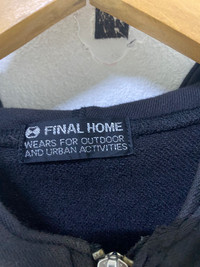 FINAL HOME
WEARS FOR OUTDOOR
AND URBAN ACTIVITIES